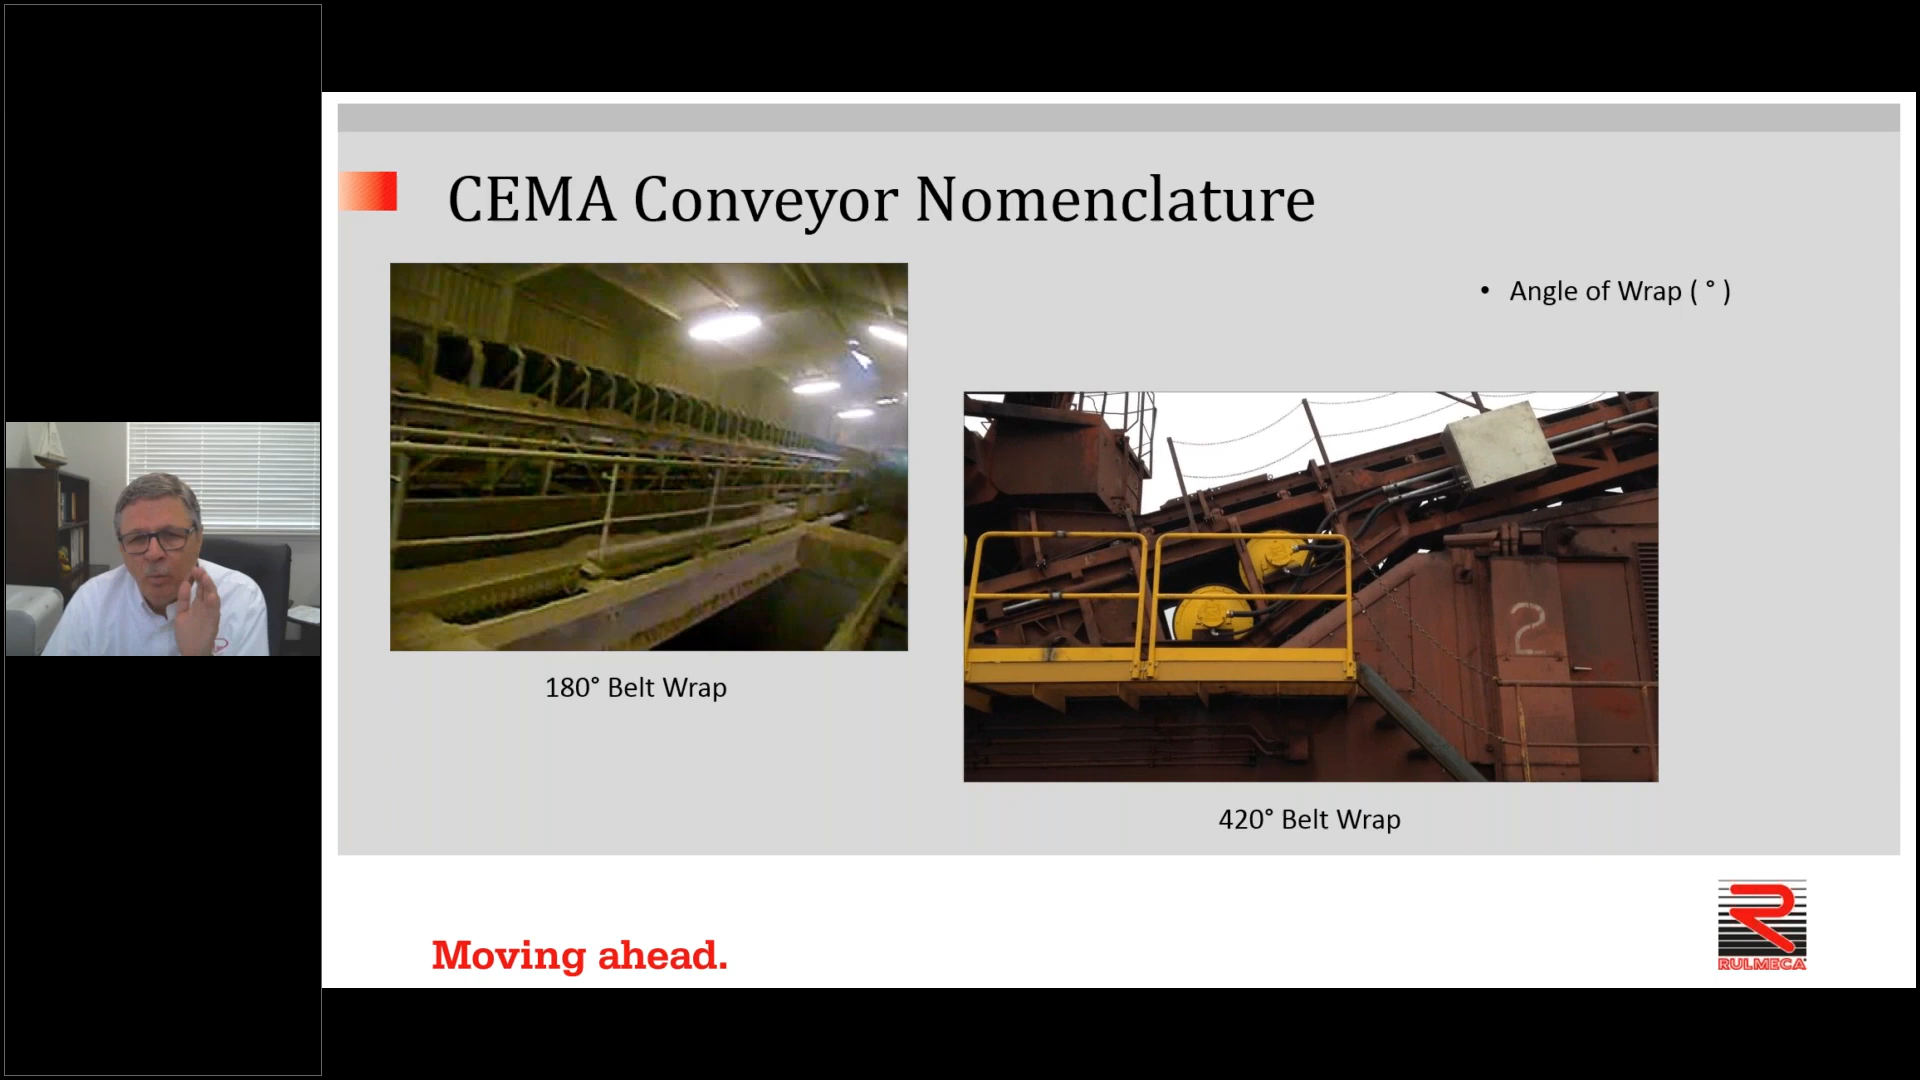 CEMA Conveyor Nomenclature
• Angle of Wrap ( ° )
2
180° Belt Wrap
420° Belt Wrap
Moving ahead.
RULMECA